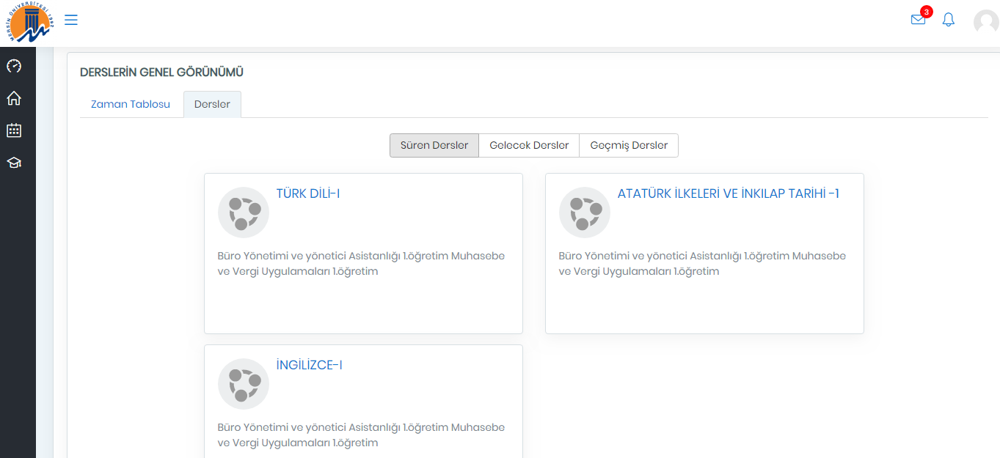 MERSİN ÜNİVERSİTESİ 1992
3
DERSLERİN GENEL GÖRÜNÜMÜ
Zaman Tablosu
Dersler
Süren Dersler
Gelecek Dersler
Geçmiş Dersler
TÜRK DİLİ-I
Büro Yönetimi ve yönetici Asistanlığı 1.öğretim Muhasebe
ve Vergi Uygulamaları 1.öğretim
ATATÜRK İLKELERİ VE İNKILAP TARİHİ -1
Büro Yönetimi ve yönetici Asistanlığı 1.öğretim Muhasebe
ve Vergi Uygulamaları 1.öğretim
İNGİLİZCE-I
Büro Yönetimi ve yönetici Asistanlığı 1.öğretim Muhasebe
ve Vergi Uygulamaları 1.öğretim